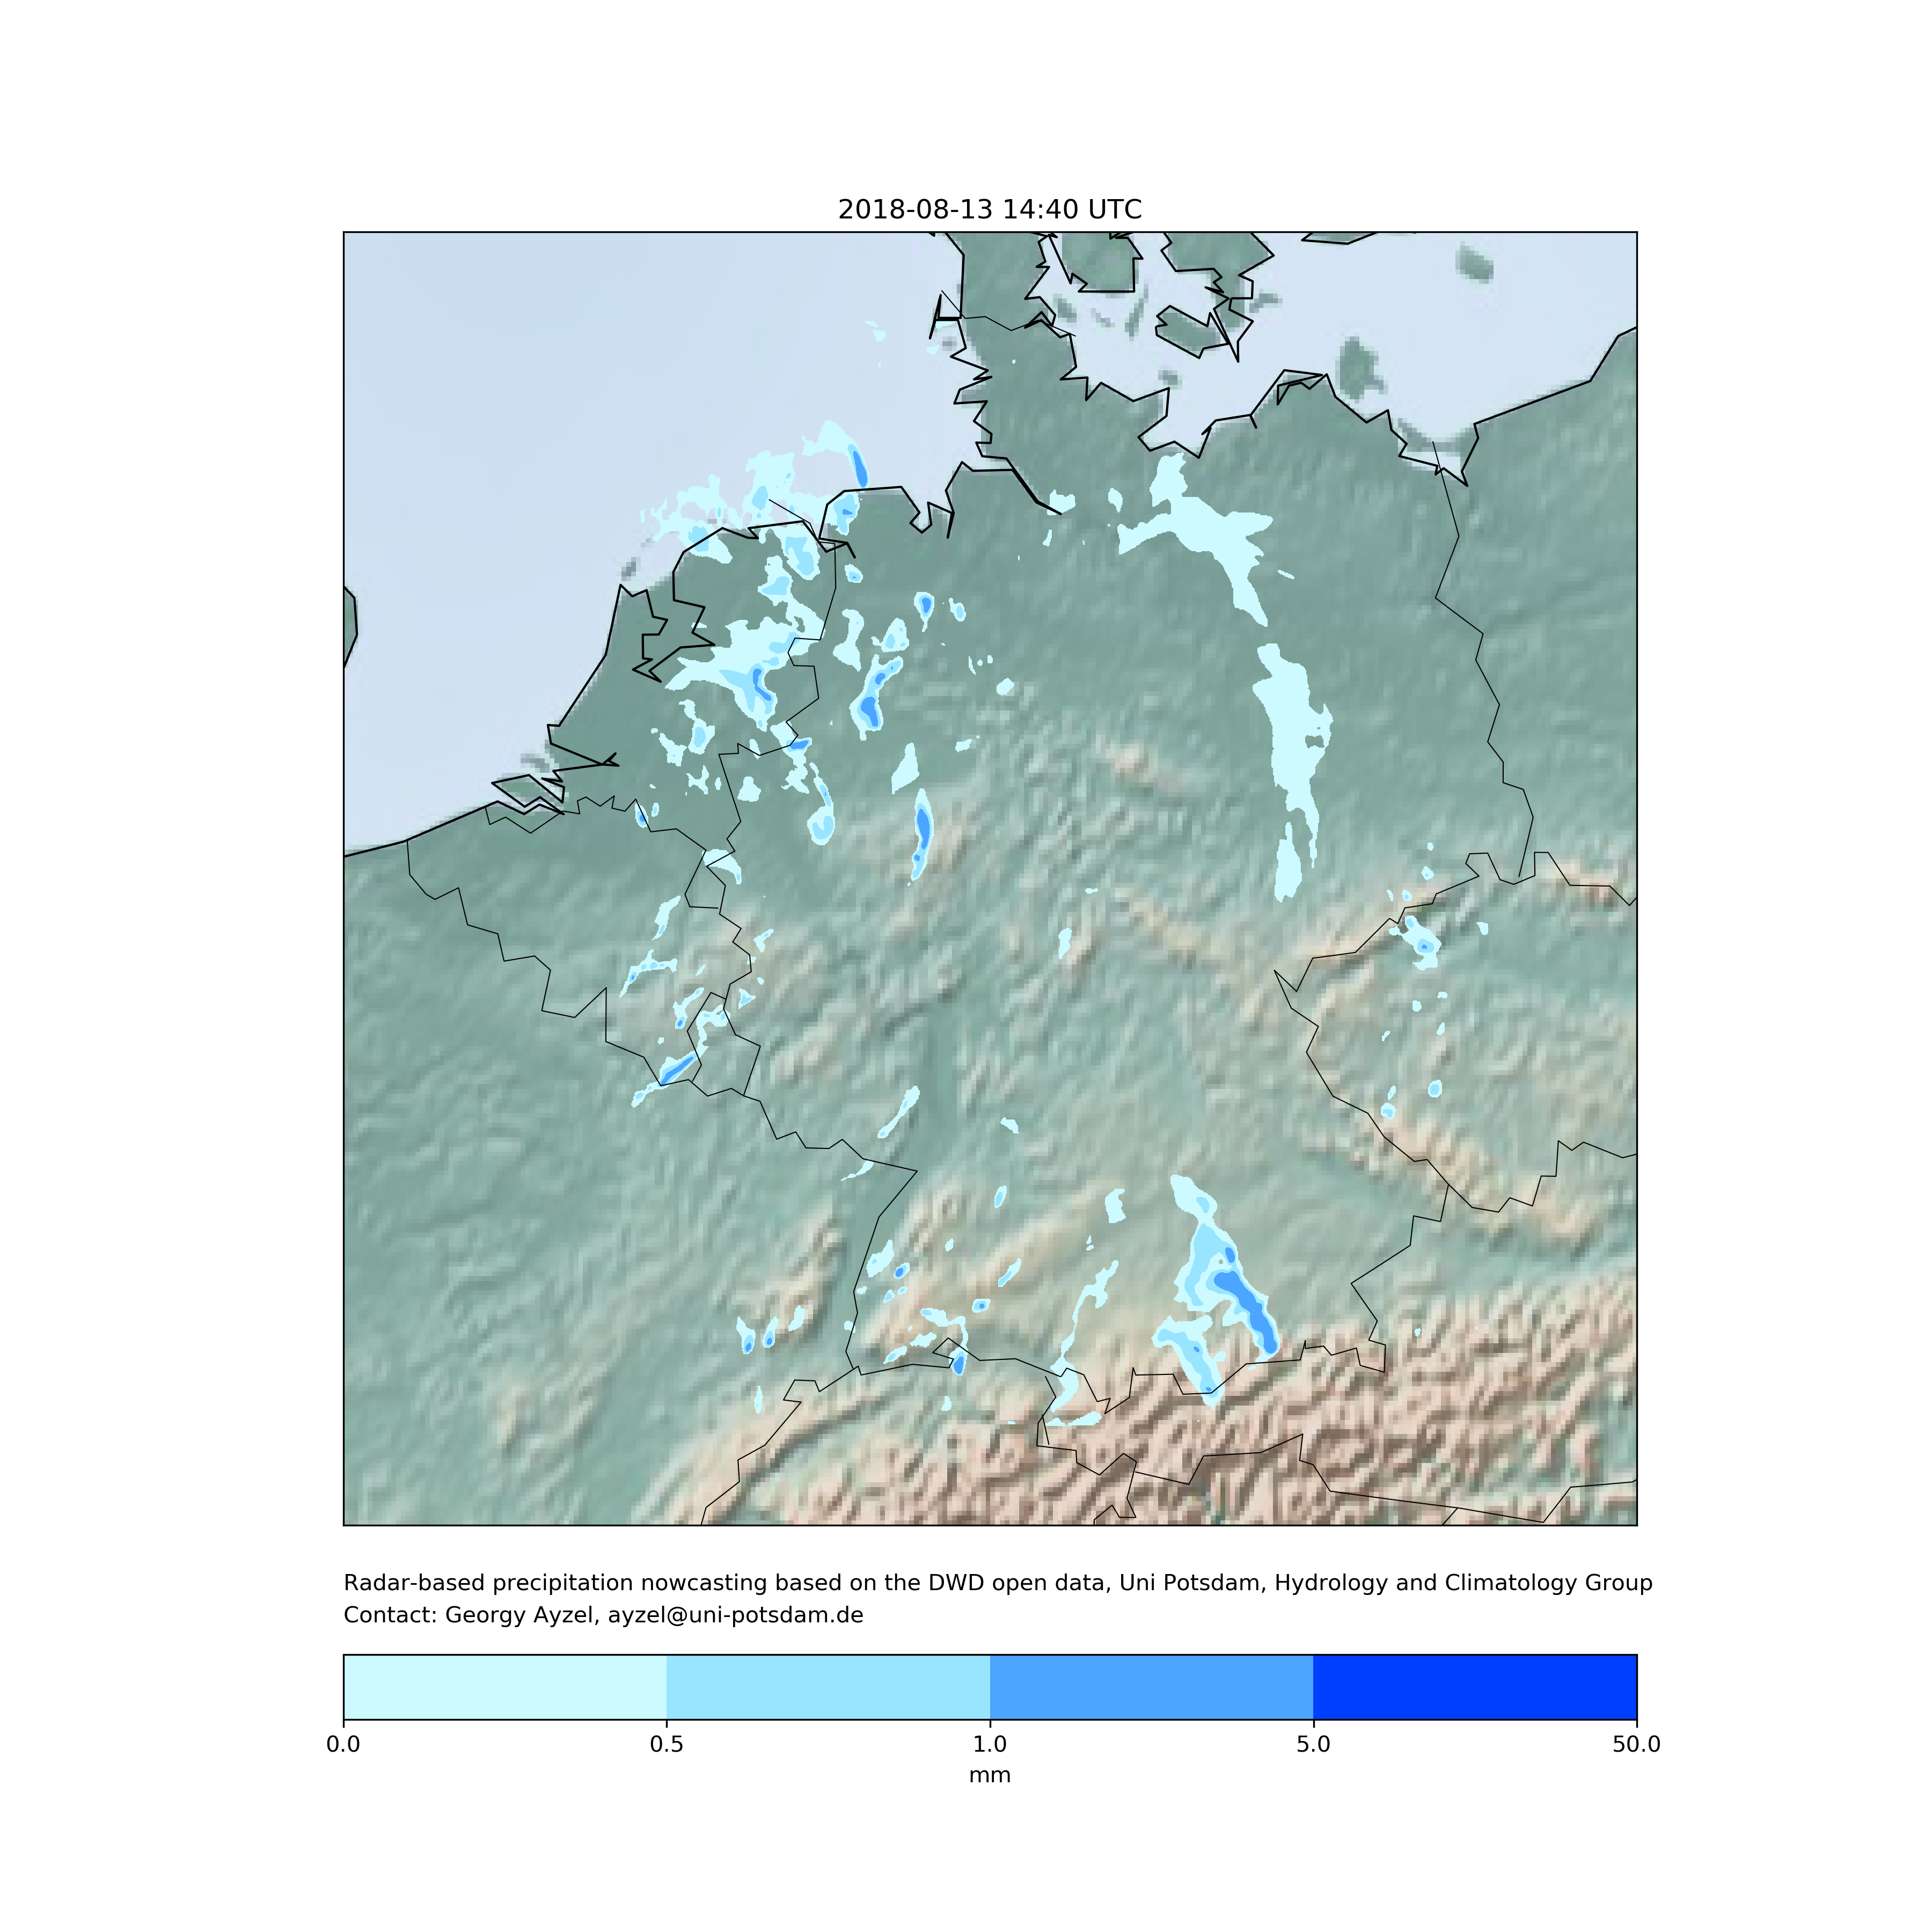 2018-08-13 14:40 UTC
Radar-based precipitation nowcasting based on the DWD open data, Uni Potsdam, Hydrology and Climatology Group
Contact: Georgy Ayzel, ayzel@uni-potsdam.de
0.0 0.5 1.0 5.0 50.0
mm